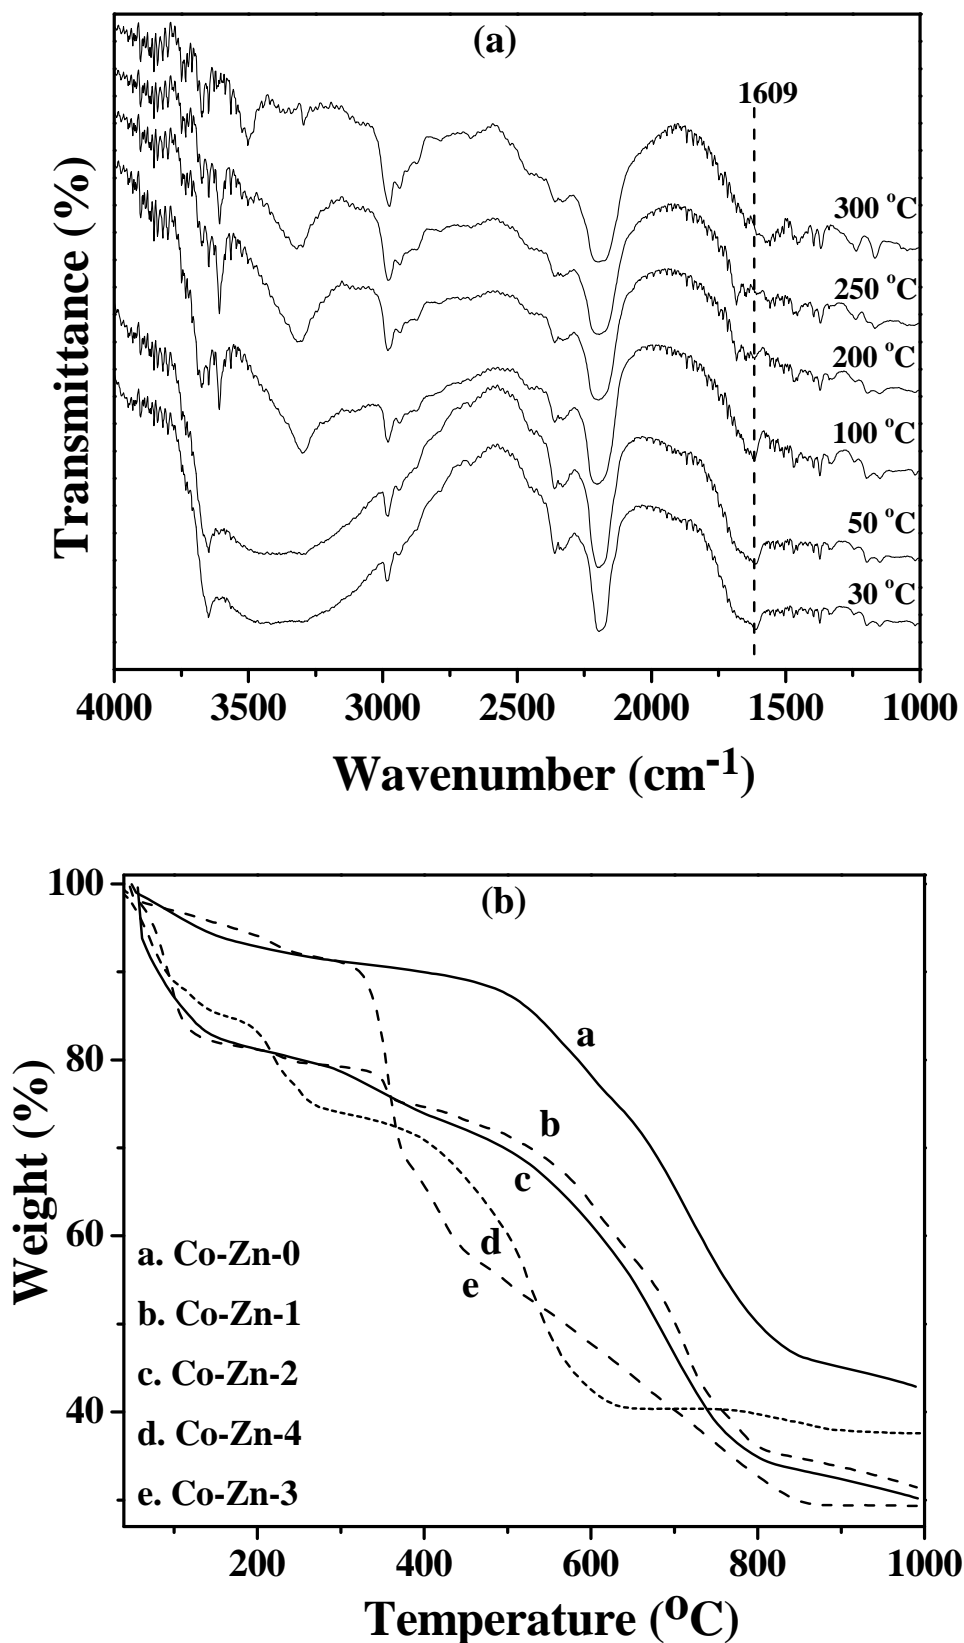 (a)
1609
300 °C
250 °C
200 °C
100 °C
50 °C
30 °C
Transmittance (%)
4000 3500 3000 2500 2000 1500 1000
Wavenumber (cm⁻¹)
(b)
100
80
60
40
Weight (%)
a
b
c
d
e
a. Co-Zn-0
b. Co-Zn-1
c. Co-Zn-2
d. Co-Zn-4
e. Co-Zn-3
200 400 600 800 1000
Temperature (°C)